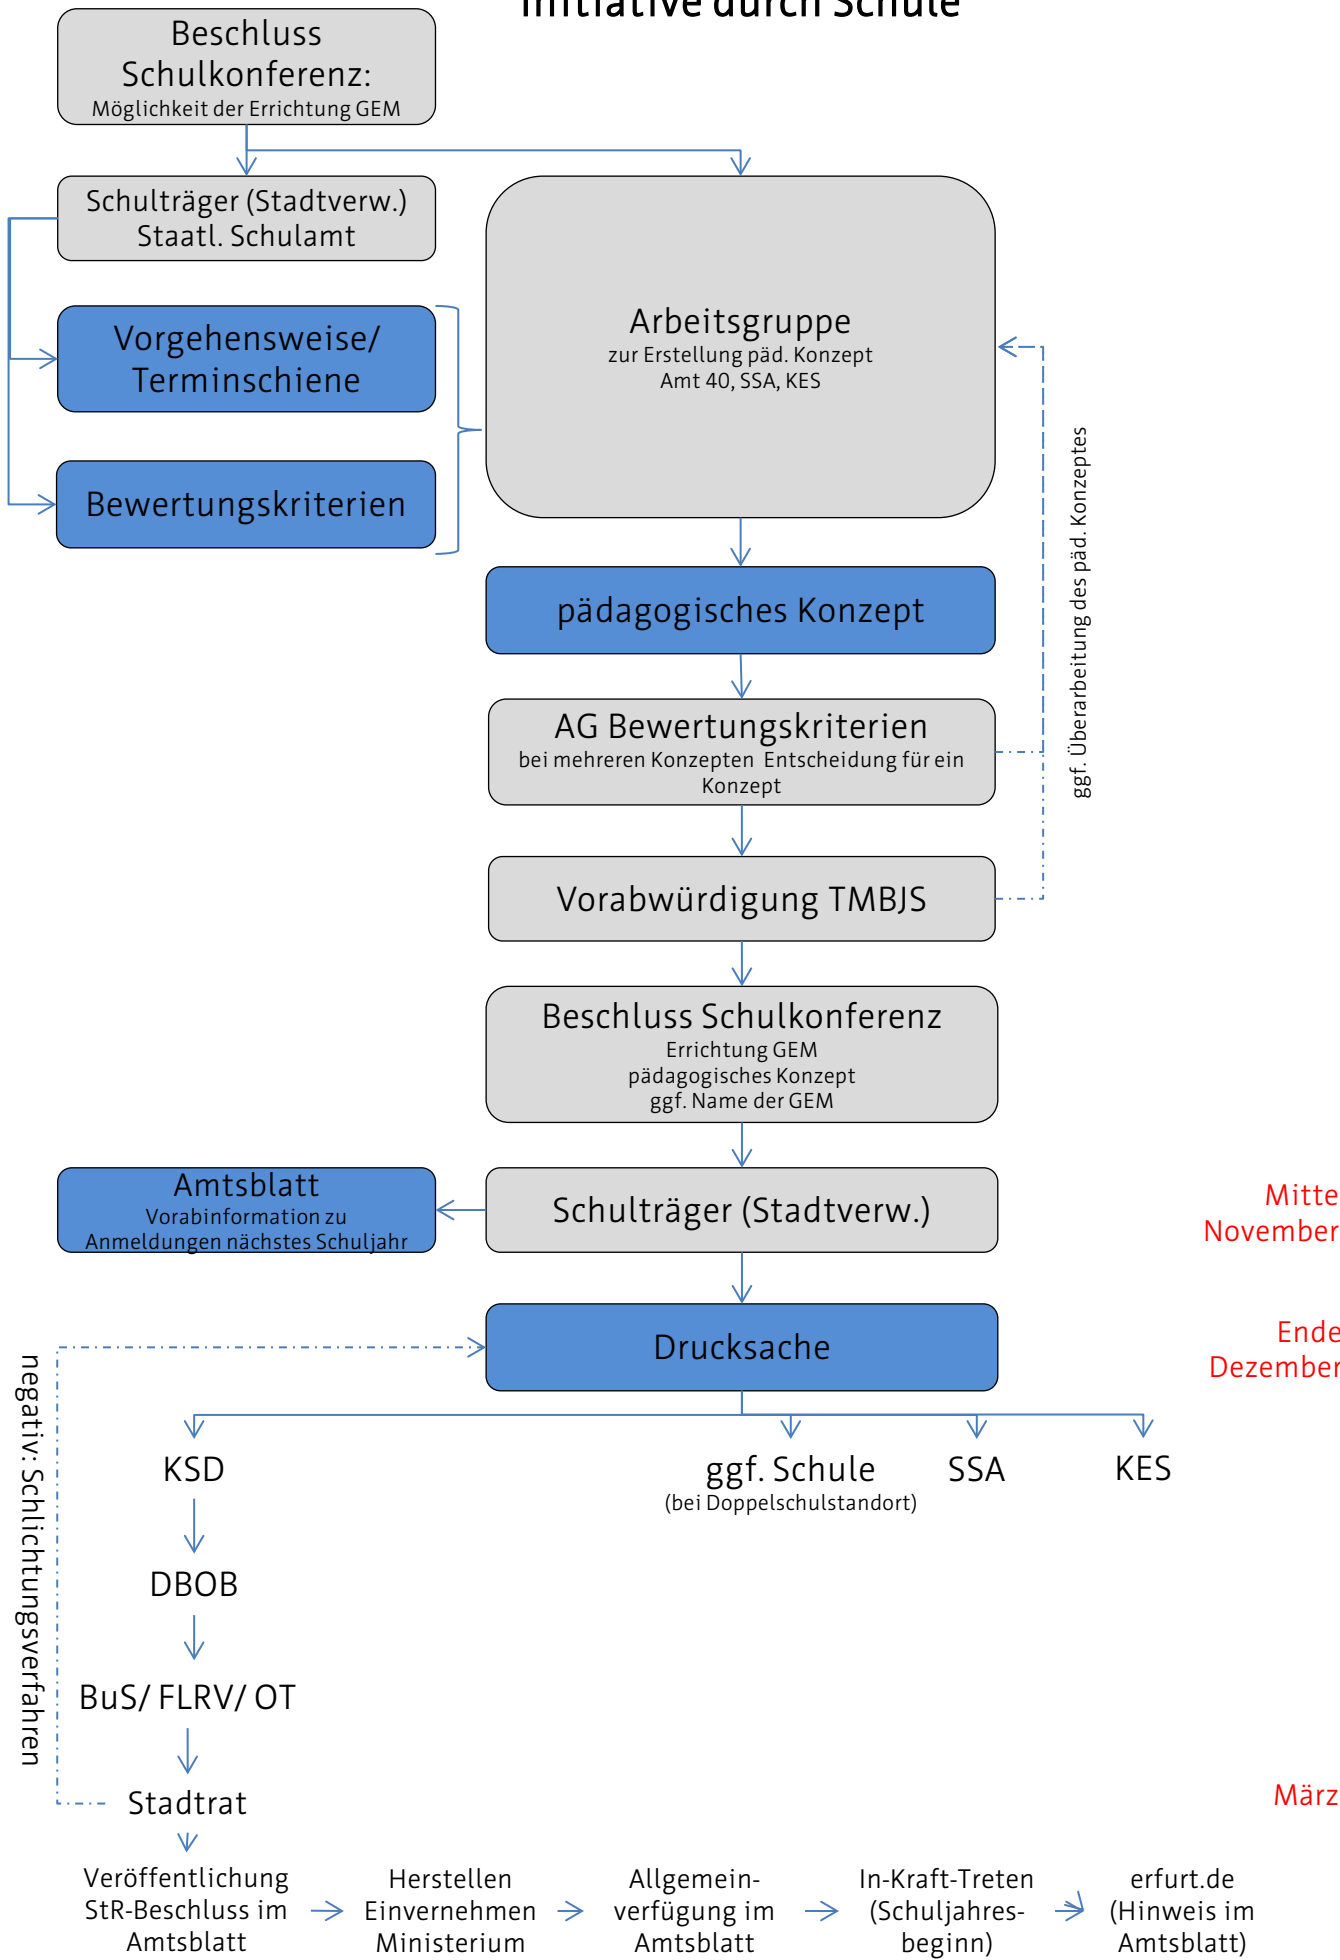 Initiative durch Schule
Beschluss
Schulkonferenz:
Möglichkeit der Errichtung GEM
Schulträger (Stadtverw.)
Staatl. Schulamt
Vorgehensweise/
Terminschiene
Bewertungskriterien
Arbeitsgruppe
zur Erstellung päd. Konzept
Amt 40, SSA, KES
ggf. Überarbeitung des päd. Konzeptes
pädagogisches Konzept
AG Bewertungskriterien
bei mehreren Konzepten Entscheidung für ein
Konzept
Vorabwürdigung TMBJS
Beschluss Schulkonferenz
Errichtung GEM
pädagogisches Konzept
ggf. Name der GEM
Amtsblatt
Vorabinformation zu
Anmeldungen nächstes Schuljahr
Schulträger (Stadtverw.)
Mitte
November
Drucksache
Ende
Dezember
negativ: Schlichtungsverfahren
KSD
ggf. Schule
(bei Doppelschulstandort)
SSA
KES
DBOB
BuS/ FLRV/ OT
Stadtrat
März
Veröffentlichung
StR-Beschluss im
Amtsblatt
Herstellen
Einvernehmen
Ministerium
Allgemein-
verfügung im
Amtsblatt
In-Kraft-Treten
(Schuljahres-
beginn)
erfurt.de
(Hinweis im
Amtsblatt)